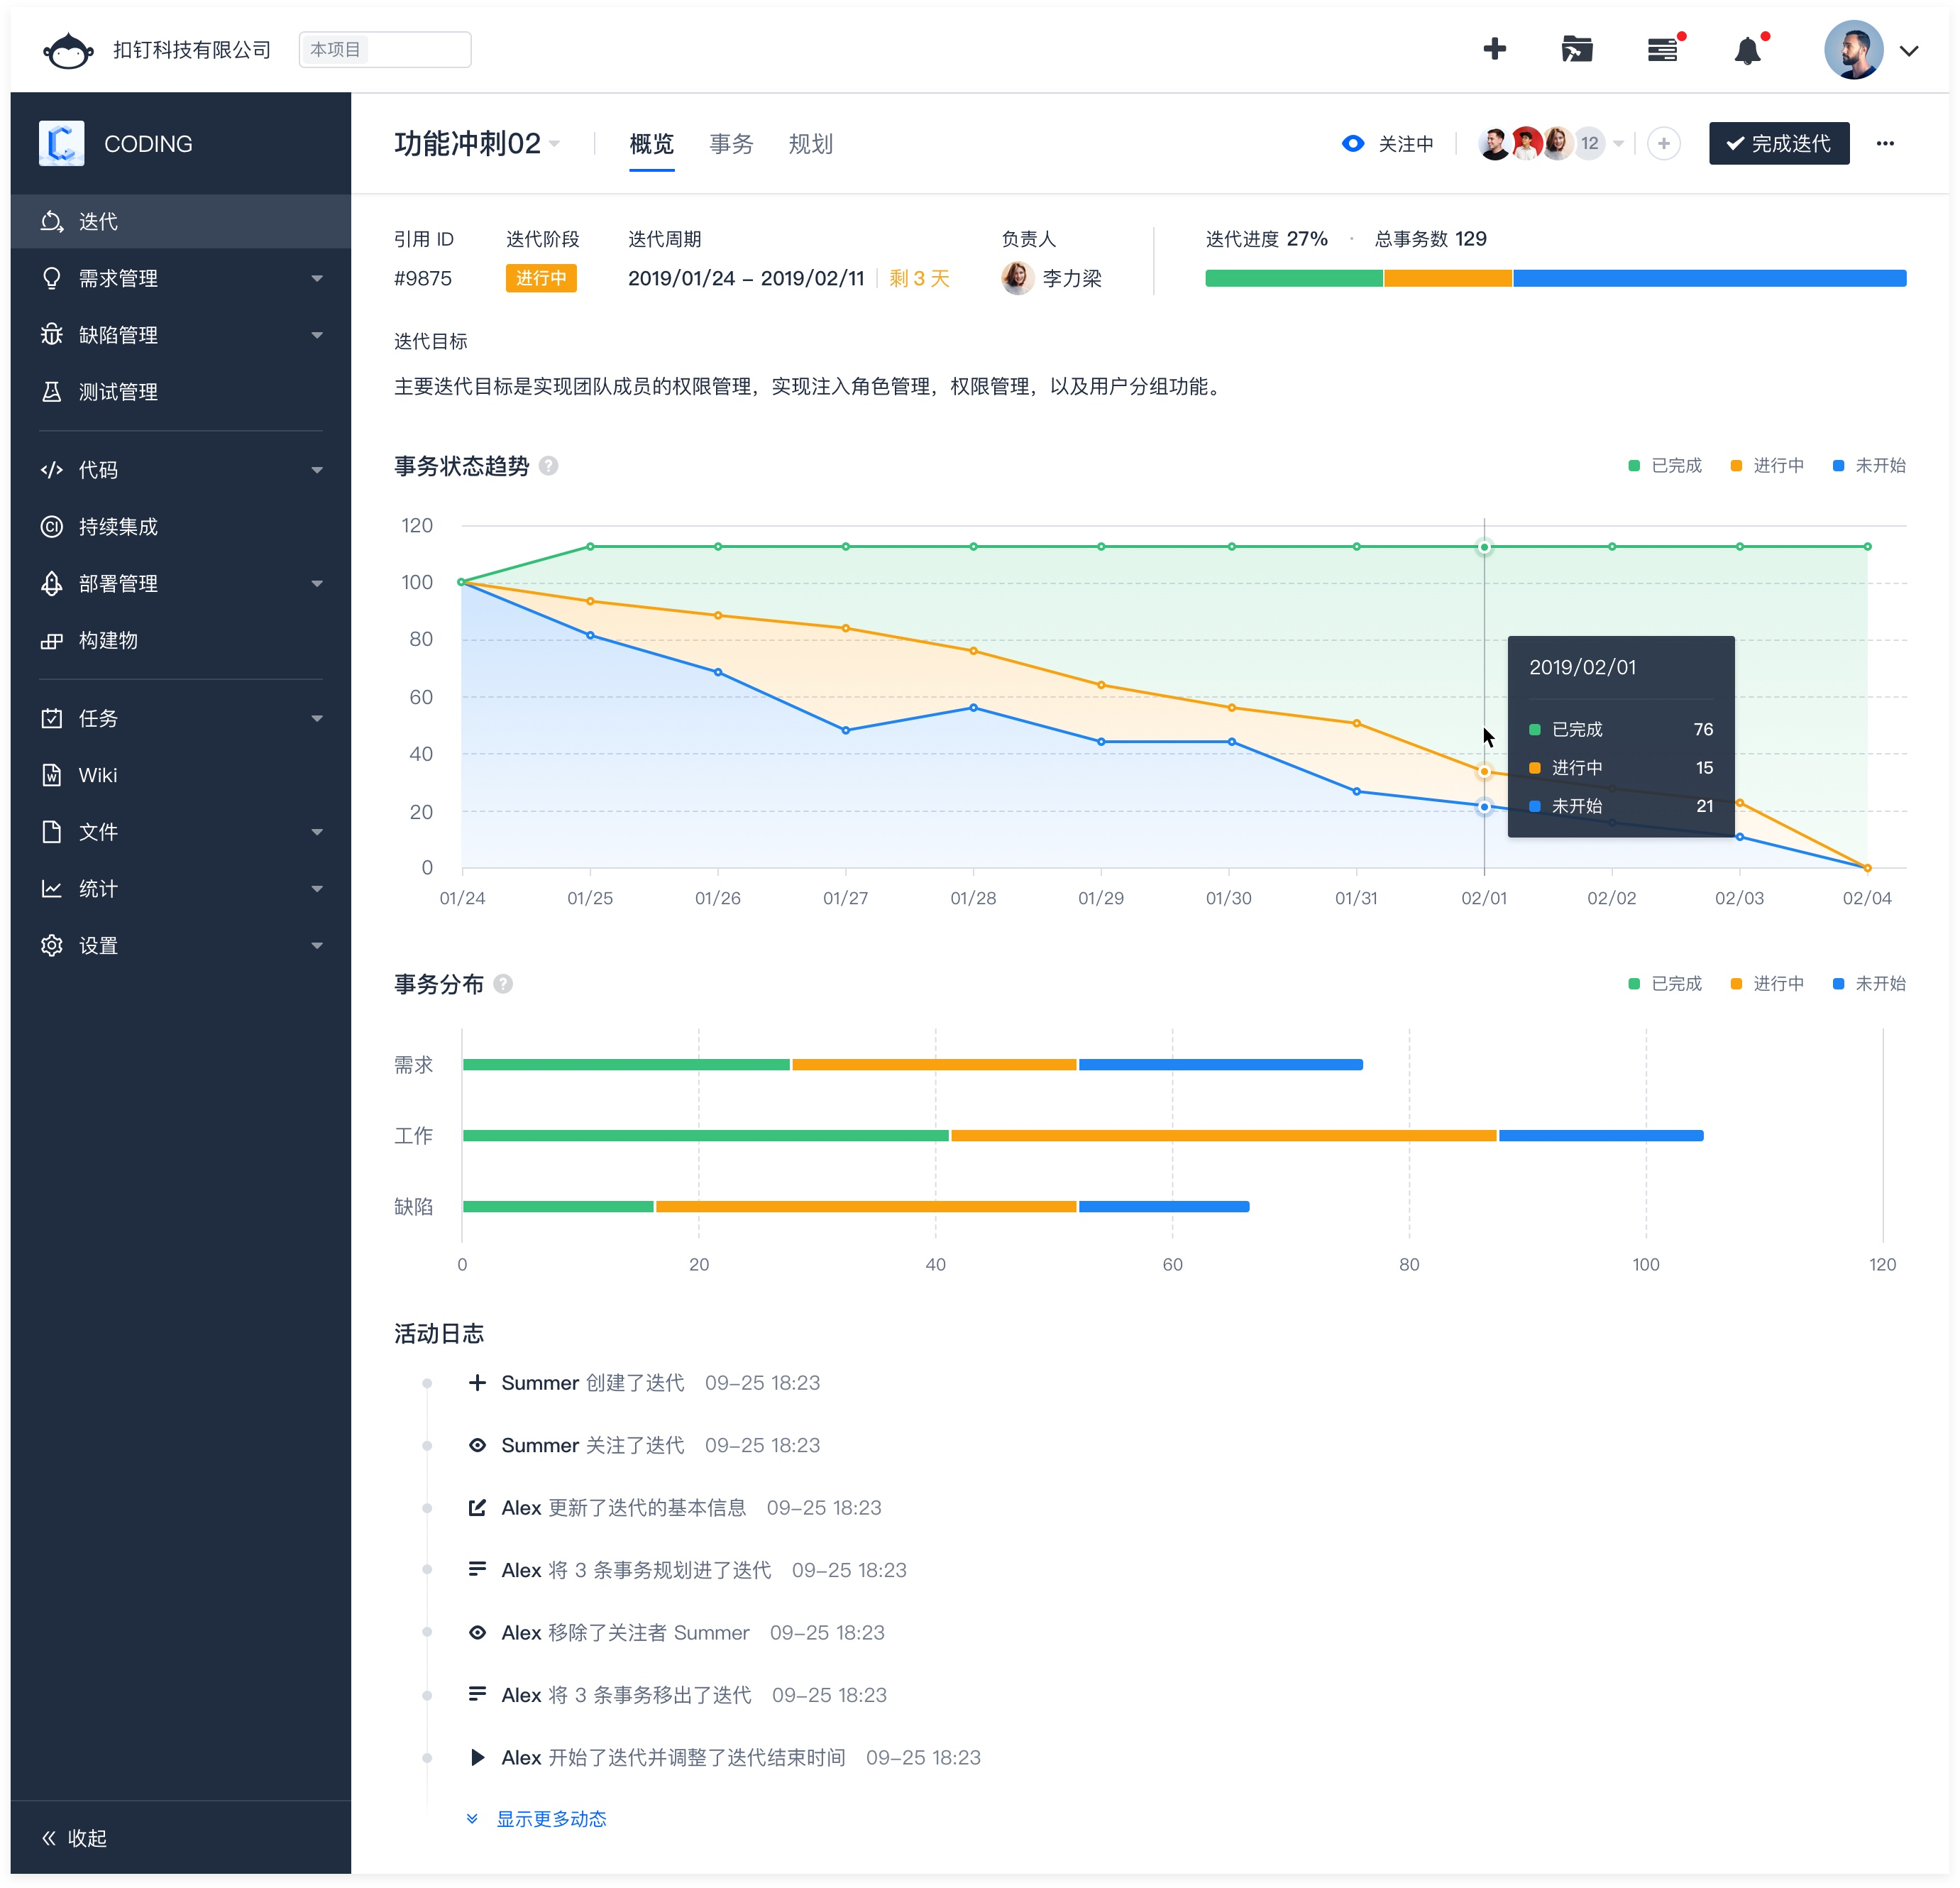 扣钉科技有限公司 本项目
CODING
迭代
需求管理
缺陷管理
测试管理
代码
持续集成
部署管理
构建物
任务
Wiki
文件
统计
设置
收起
功能冲刺02 概览 事务 规划 关注中 12 完成迭代
引用 ID 迭代阶段 迭代周期 负责人 迭代进度 27% · 总事务数 129
#9875 进行中 2019/01/24 – 2019/02/11 剩 3 天 李力梁
迭代目标
主要迭代目标是实现团队成员的权限管理，实现注入角色管理，权限管理，以及用户分组功能。
事务状态趋势 ? 已完成 进行中 未开始
120
100
80
60
40
20
0
2019/02/01
已完成 76
进行中 15
未开始 21
01/24 01/25 01/26 01/27 01/28 01/29 01/30 01/31 02/01 02/02 02/03 02/04
事务分布 ? 已完成 进行中 未开始
需求
工作
缺陷
0 20 40 60 80 100 120
活动日志
Summer 创建了迭代 09–25 18:23
Summer 关注了迭代 09–25 18:23
Alex 更新了迭代的基本信息 09–25 18:23
Alex 将 3 条事务规划进了迭代 09–25 18:23
Alex 移除了关注者 Summer 09–25 18:23
Alex 将 3 条事务移出了迭代 09–25 18:23
Alex 开始了迭代并调整了迭代结束时间 09–25 18:23
显示更多动态